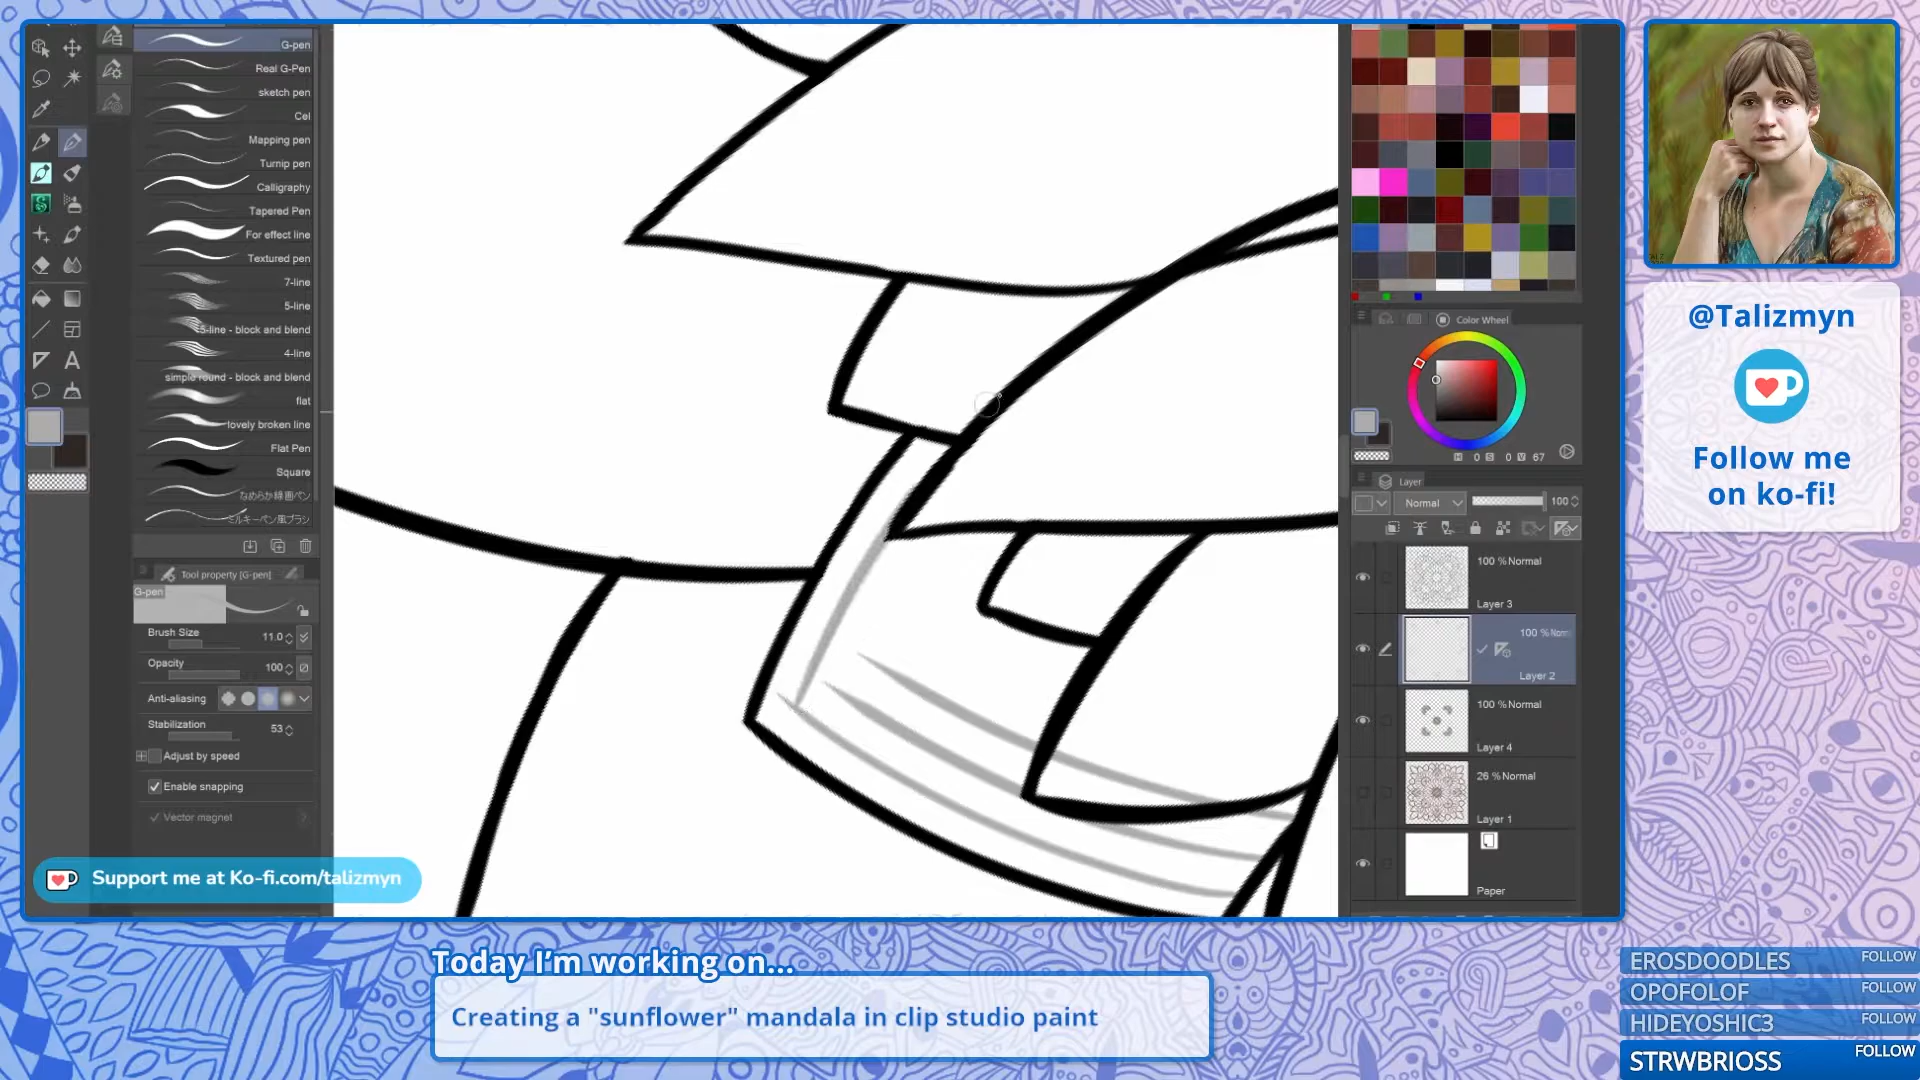 G-pen
Real G-Pen
sketch pen
Cel
Mapping pen
Turnip pen
Calligraphy
Tapered Pen
For effect line
Textured pen
7-line
5-line
3-line - block and blend
4-line
simple round - block and blend
flat
lovely broken line
Flat Pen
Square
なめらか線画ペン
ミルキーペン風ブラシ
Tool property [G-pen]
G-pen
Brush Size 11.0
Opacity 100
Anti-aliasing
Stabilization 53
Adjust by speed
Enable snapping
Vector magnet
Color Wheel
H 0 S 0 V 67
Layer
Normal 100
100 % Normal
Layer 3
100 % Norm
Layer 2
100 % Normal
Layer 4
26 % Normal
Layer 1
Paper
@Talizmyn
Follow me
on ko-fi!
Support me at Ko-fi.com/talizmyn
Today I'm working on...
Creating a "sunflower" mandala in clip studio paint
EROSDOODLES FOLLOW
OPOFOLOF FOLLOW
HIDEYOSHIC3 FOLLOW
STRWBRIOSS FOLLOW